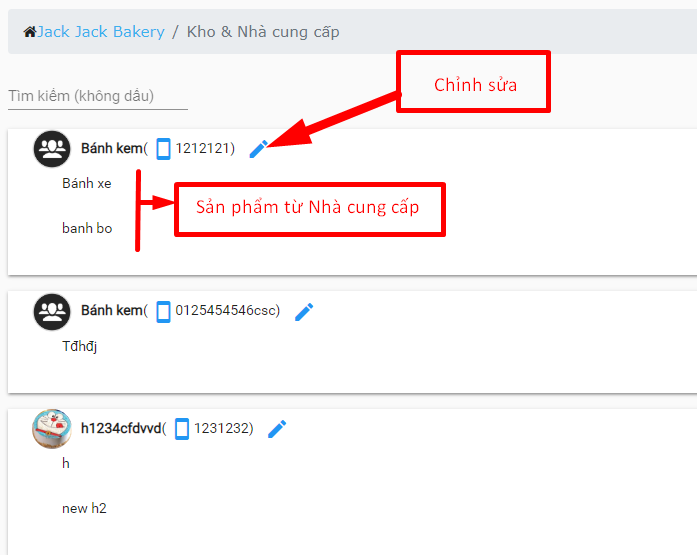 Jack Jack Bakery / Kho & Nhà cung cấp
Chỉnh sửa
Tìm kiếm (không dấu)
Bánh kem( 1212121)
Bánh xe
Sản phẩm từ Nhà cung cấp
banh bo
Bánh kem( 0125454546csc)
Tđhđj
h1234cfdvvd( 1231232)
h
new h2